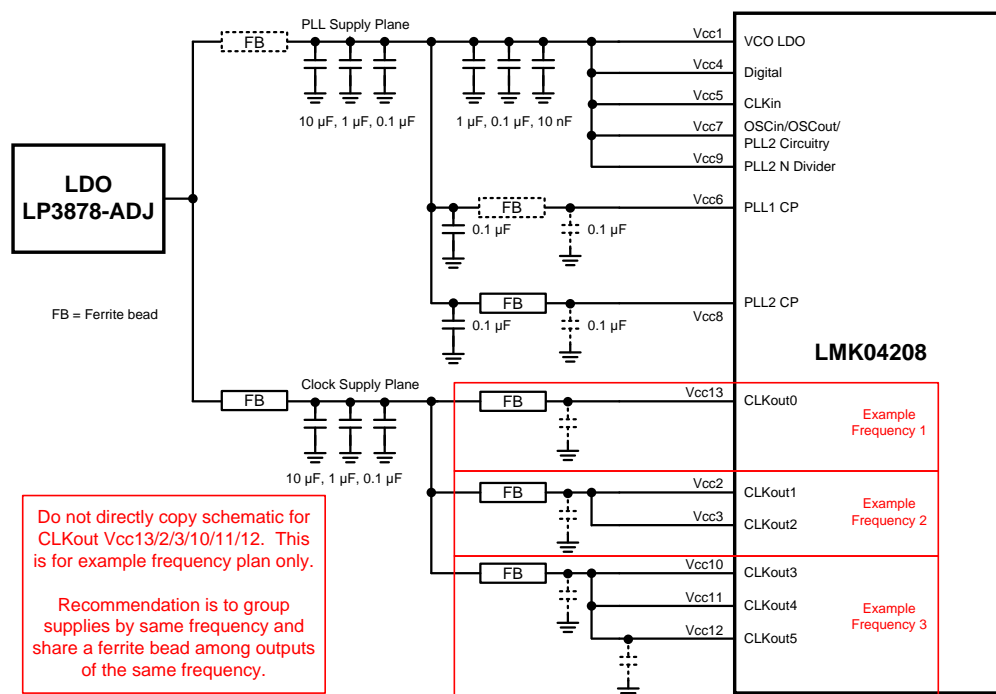 PLL Supply Plane
FB
10 µF, 1 µF, 0.1 µF
1 µF, 0.1 µF, 10 nF
Vcc1
VCO LDO
Vcc4
Digital
Vcc5
CLKin
Vcc7
OSCin/OSCout/
PLL2 Circuitry
Vcc9
PLL2 N Divider
LDO
LP3878-ADJ
FB
0.1 µF
0.1 µF
Vcc6
PLL1 CP
FB = Ferrite bead
FB
0.1 µF
0.1 µF
Vcc8
PLL2 CP
LMK04208
Clock Supply Plane
FB
10 µF, 1 µF, 0.1 µF
FB
Vcc13
CLKout0
Example
Frequency 1
FB
Vcc2
CLKout1
Vcc3
CLKout2
Example
Frequency 2
FB
Vcc10
CLKout3
Vcc11
CLKout4
Vcc12
CLKout5
Example
Frequency 3
Do not directly copy schematic for
CLKout Vcc13/2/3/10/11/12. This
is for example frequency plan only.
Recommendation is to group
supplies by same frequency and
share a ferrite bead among outputs
of the same frequency.